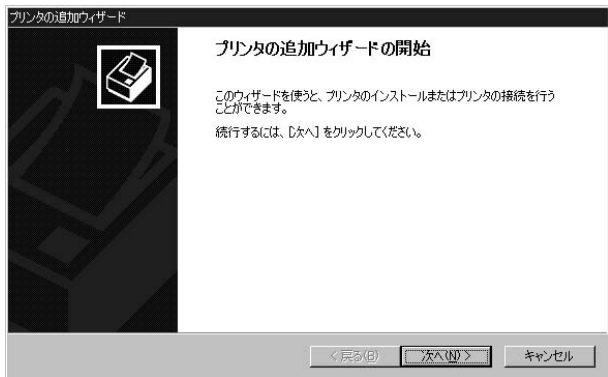 プリンタの追加ウィザード
プリンタの追加ウィザードの開始
このウィザードを使うと、プリンタのインストールまたはプリンタの接続を行う
ことができます。
続行するには、[次へ] をクリックしてください。
< 戻る(B)
次へ(N) >
キャンセル